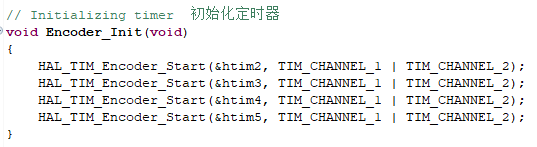 // Initializing timer  初始化定时器
void Encoder_Init(void)
{
    HAL_TIM_Encoder_Start(&htim2, TIM_CHANNEL_1 | TIM_CHANNEL_2);
    HAL_TIM_Encoder_Start(&htim3, TIM_CHANNEL_1 | TIM_CHANNEL_2);
    HAL_TIM_Encoder_Start(&htim4, TIM_CHANNEL_1 | TIM_CHANNEL_2);
    HAL_TIM_Encoder_Start(&htim5, TIM_CHANNEL_1 | TIM_CHANNEL_2);
}